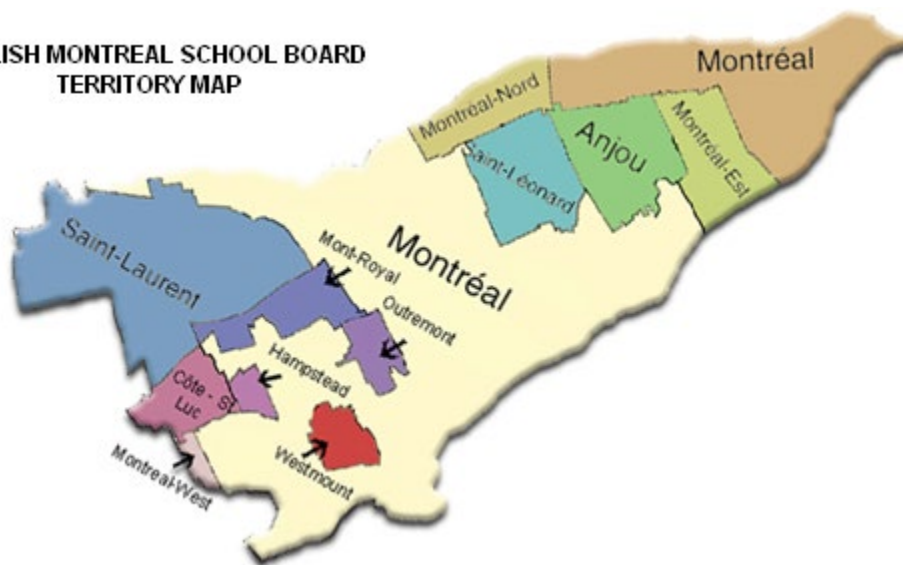 LISH MONTREAL SCHOOL BOARD
TERRITORY MAP
Montréal
Montréal-Nord
Anjou
Saint-Léonard
Montréal-Est
Saint-Laurent
Mont-Royal
Montréal
Outremont
Hampstead
Côte - St
Luc
Montreal-West
Westmount